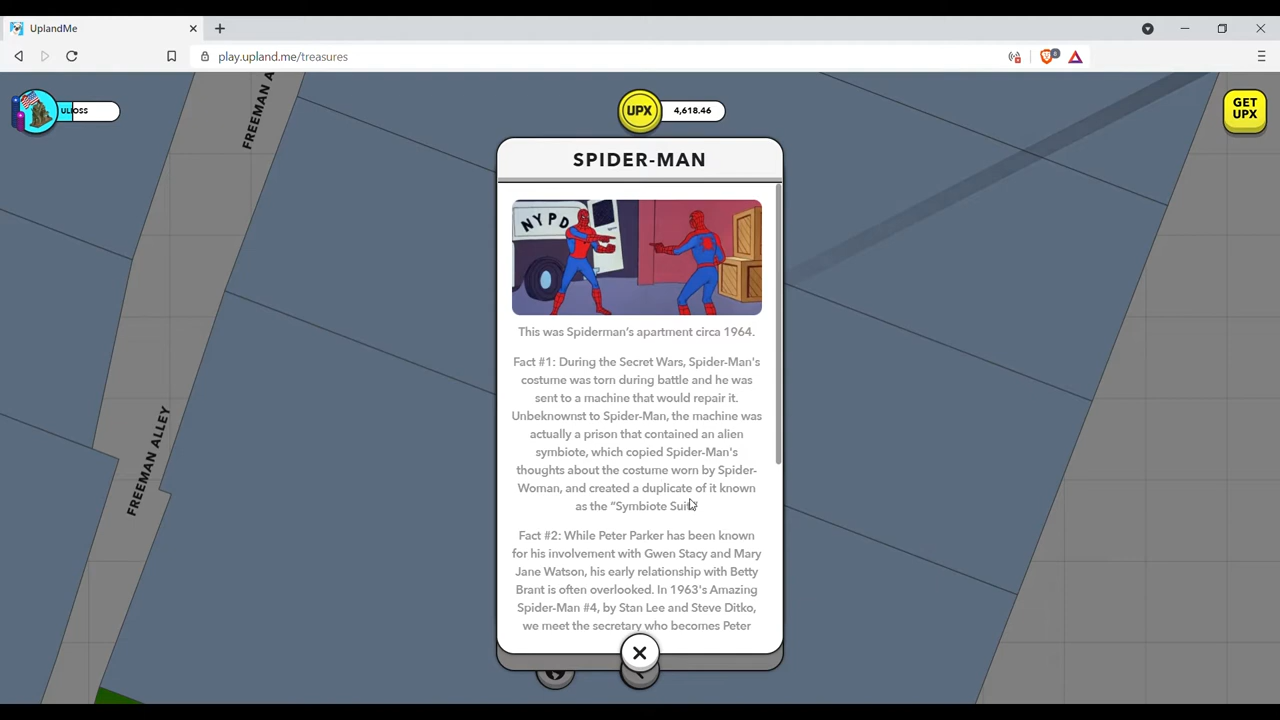 UplandMe
play.upland.me/treasures
8
FREEMAN A
ULIOSS
UPX
4,618.46
GET
UPX
SPIDER-MAN
NYPD
This was Spiderman's apartment circa 1964.
Fact #1: During the Secret Wars, Spider-Man's
costume was torn during battle and he was
sent to a machine that would repair it.
Unbeknownst to Spider-Man, the machine was
actually a prison that contained an alien
symbiote, which copied Spider-Man's
thoughts about the costume worn by Spider-
Woman, and created a duplicate of it known
as the “Symbiote Suit”
Fact #2: While Peter Parker has been known
for his involvement with Gwen Stacy and Mary
Jane Watson, his early relationship with Betty
Brant is often overlooked. In 1963's Amazing
Spider-Man #4, by Stan Lee and Steve Ditko,
we meet the secretary who becomes Peter
FREEMAN ALLEY